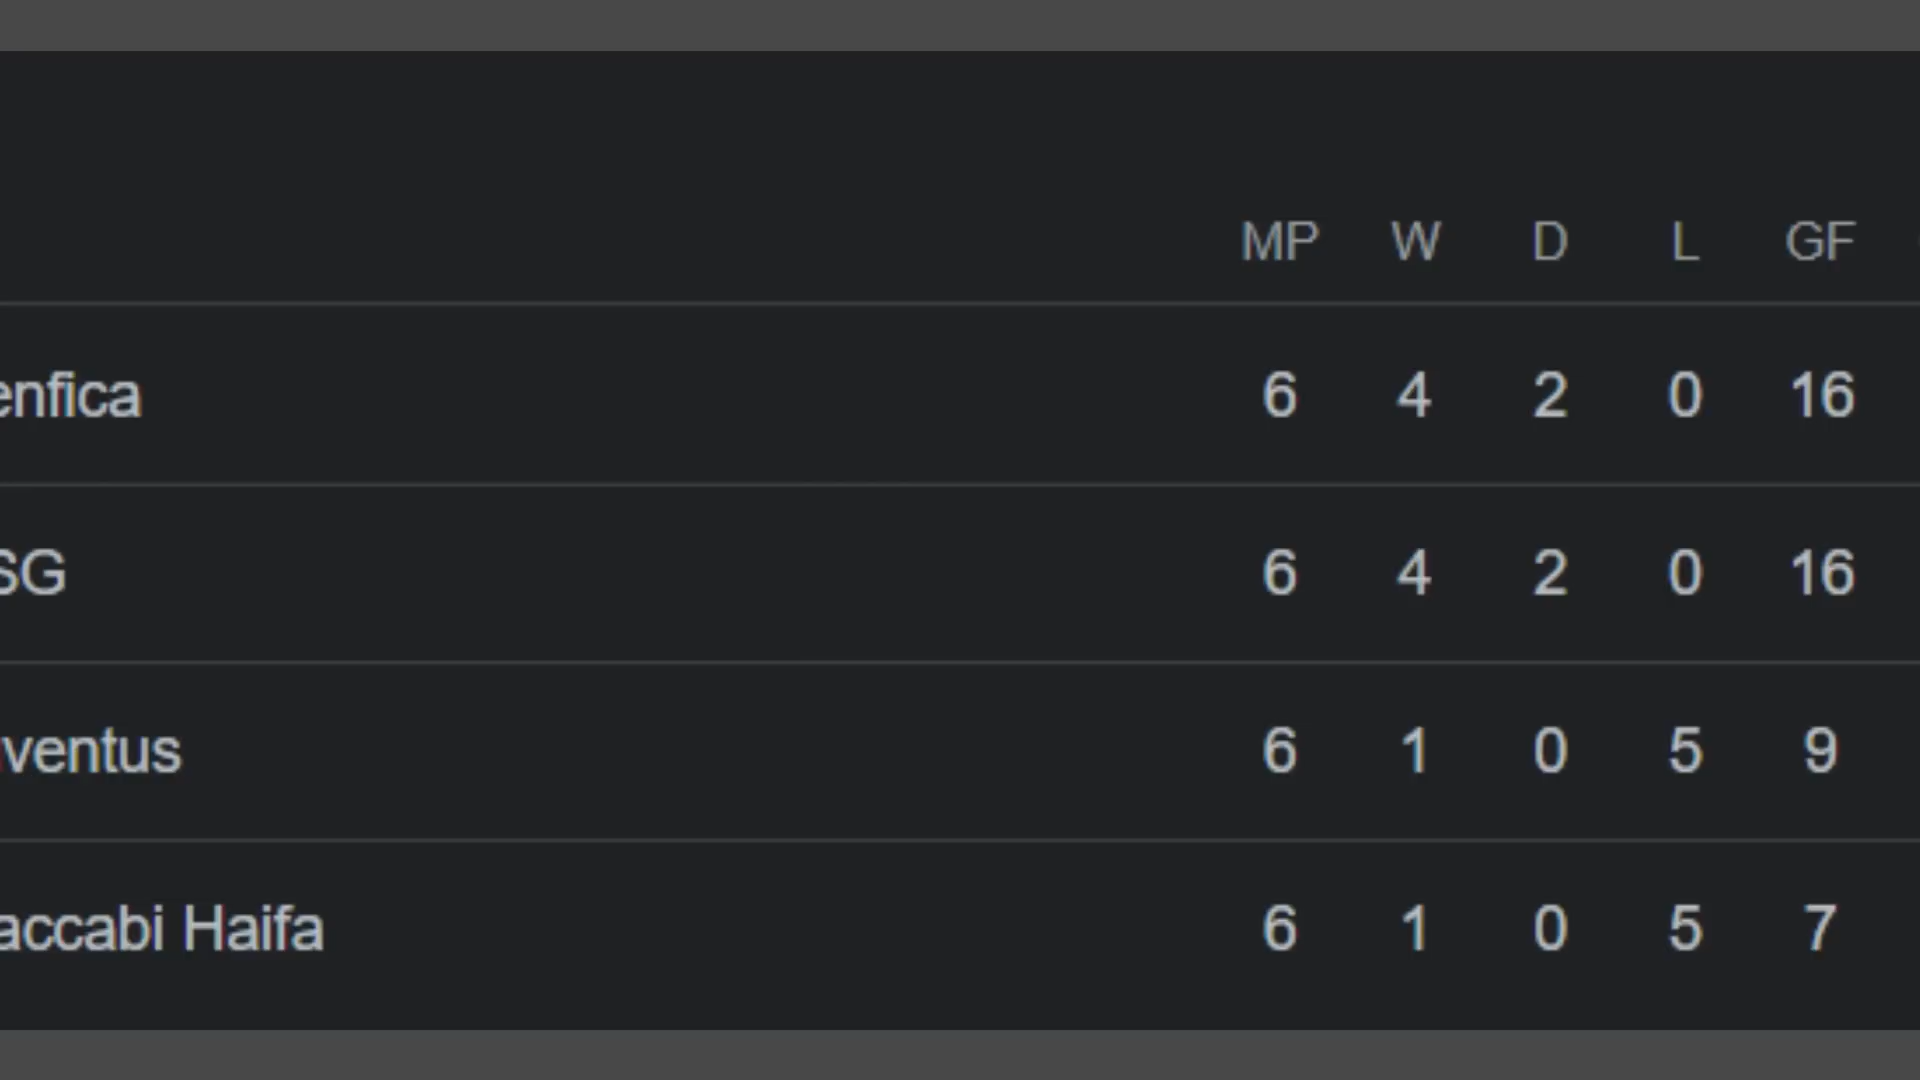 MP W D L GF
enfica 6 4 2 0 16
SG 6 4 2 0 16
ventus 6 1 0 5 9
accabi Haifa 6 1 0 5 7